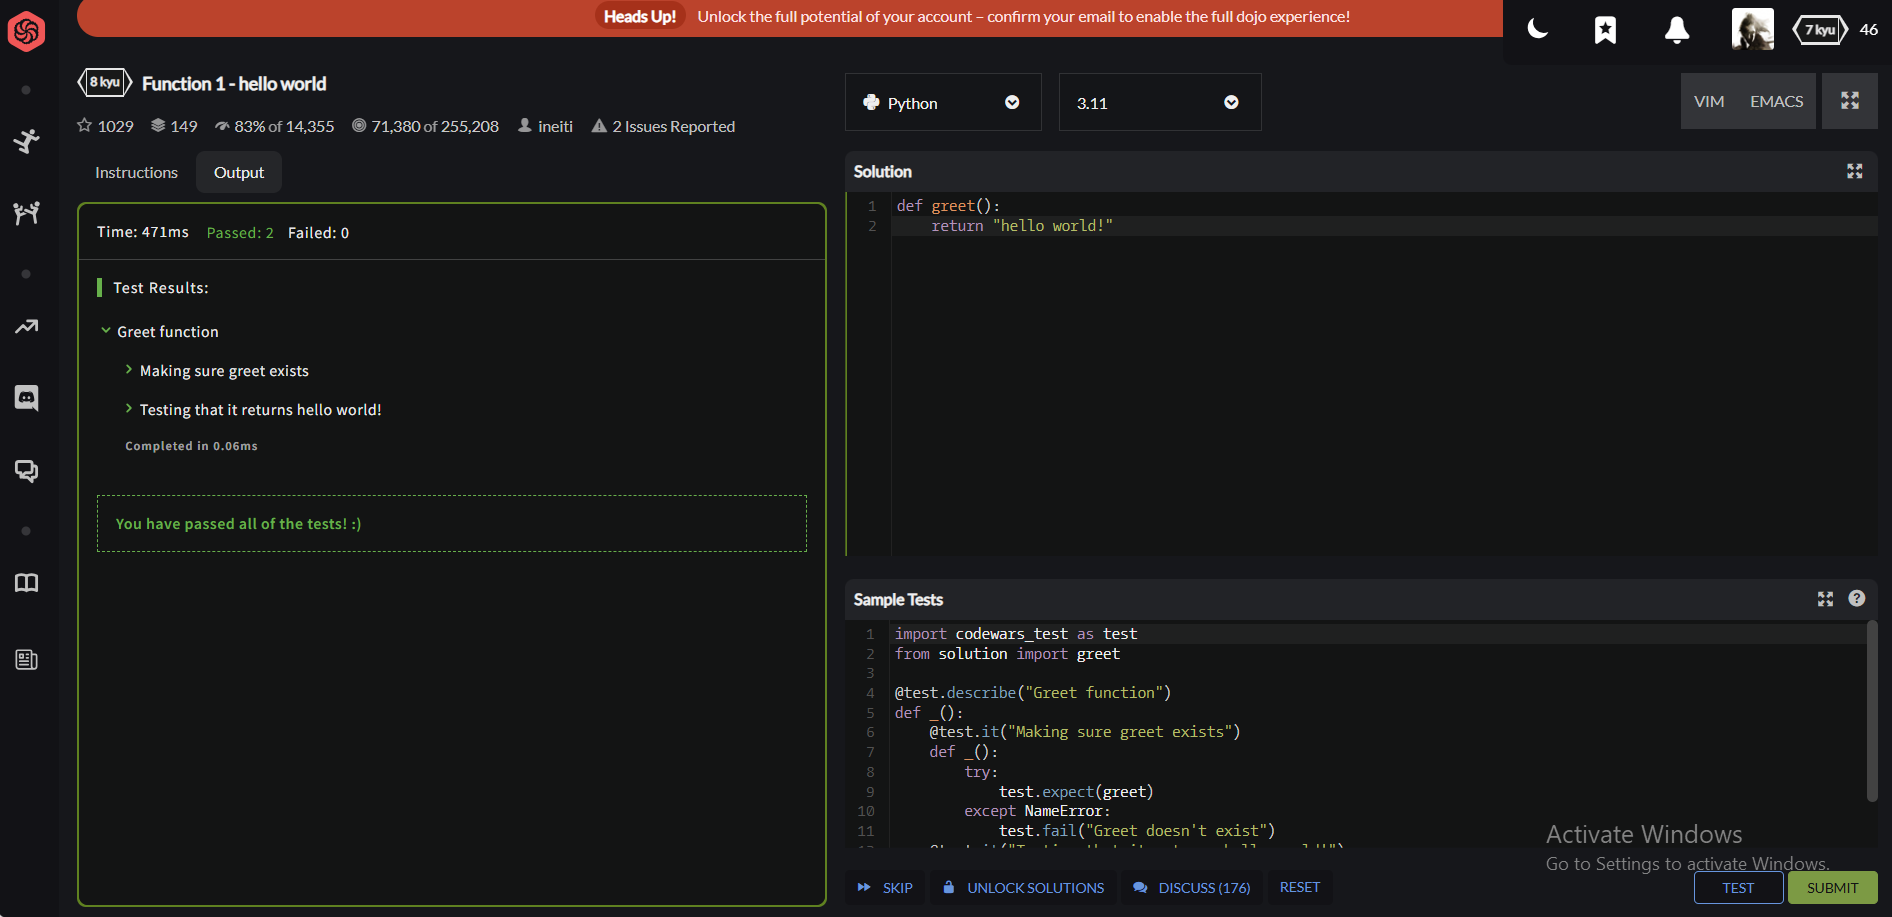 Heads Up! Unlock the full potential of your account – confirm your email to enable the full dojo experience!
7 kyu 46
8 kyu Function 1 - hello world
1029 149 83% of 14,355 71,380 of 255,208 ineiti 2 Issues Reported
Instructions Output
Time: 471ms Passed: 2 Failed: 0
Test Results:
Greet function
Making sure greet exists
Testing that it returns hello world!
Completed in 0.06ms
You have passed all of the tests! :)
Python 3.11 VIM EMACS
Solution
1 def greet():
2 return "hello world!"
Sample Tests
1 import codewars_test as test
2 from solution import greet
3
4 @test.describe("Greet function")
5 def _():
6 @test.it("Making sure greet exists")
7 def _():
8 try:
9 test.expect(greet)
10 except NameError:
11 test.fail("Greet doesn't exist")
Activate Windows
Go to Settings to activate Windows.
SKIP UNLOCK SOLUTIONS DISCUSS (176) RESET TEST SUBMIT